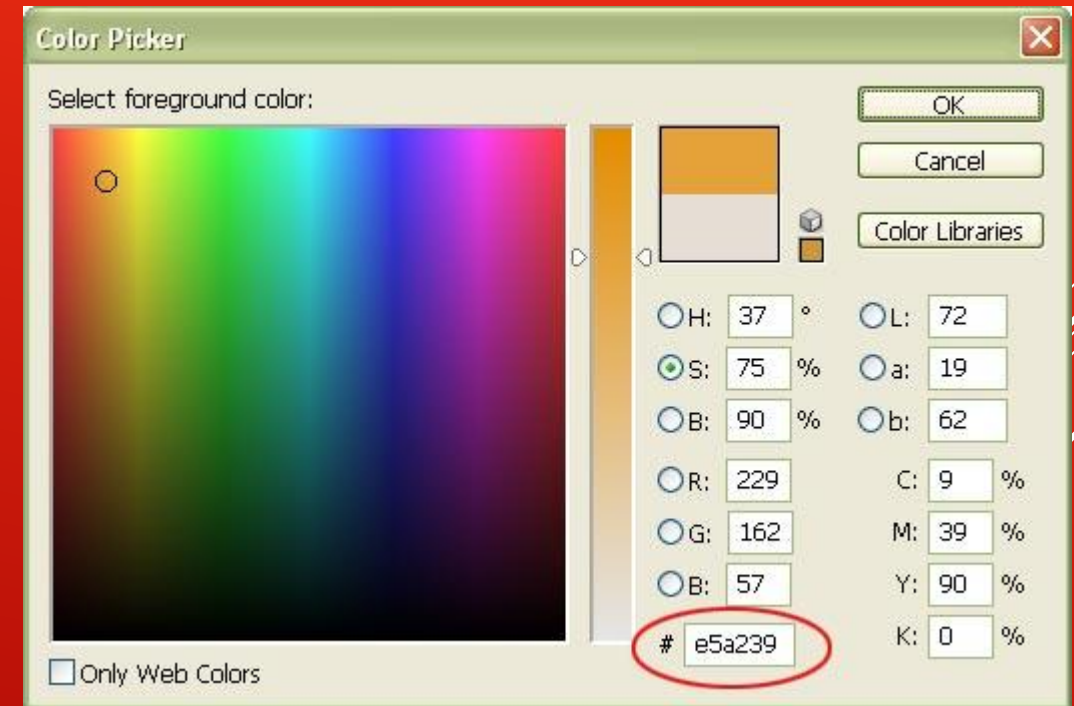 Color Picker
Select foreground color:
OK
Cancel
Color Libraries
H: 37 °
L: 72
S: 75 %
a: 19
B: 90 %
b: 62
R: 229
C: 9 %
G: 162
M: 39 %
B: 57
Y: 90 %
# e5a239
K: 0 %
Only Web Colors